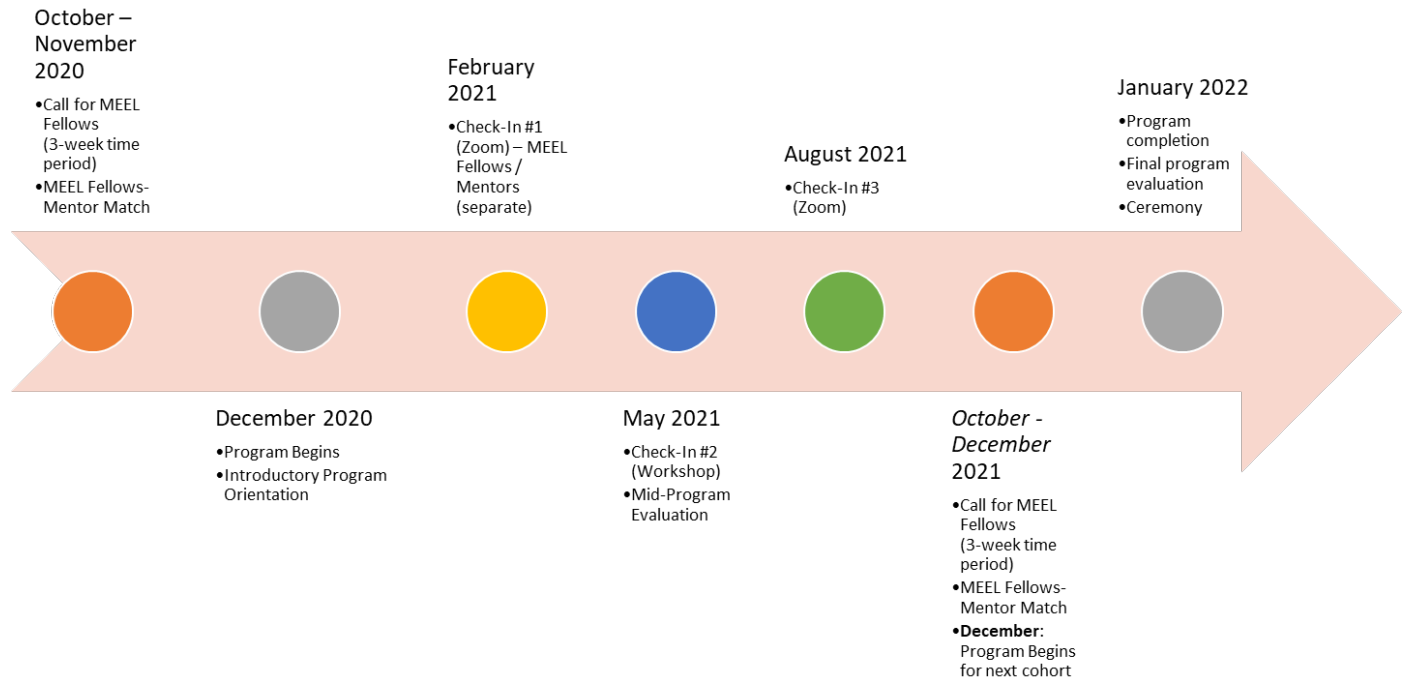 October –
November
2020
•Call for MEEL
Fellows
(3-week time
period)
•MEEL Fellows-
Mentor Match
December 2020
•Program Begins
•Introductory Program
Orientation
February
2021
•Check-In #1
(Zoom) – MEEL
Fellows /
Mentors
(separate)
May 2021
•Check-In #2
(Workshop)
•Mid-Program
Evaluation
August 2021
•Check-In #3
(Zoom)
October -
December
2021
•Call for MEEL
Fellows
(3-week time
period)
•MEEL Fellows-
Mentor Match
•December:
Program Begins
for next cohort
January 2022
•Program
completion
•Final program
evaluation
•Ceremony